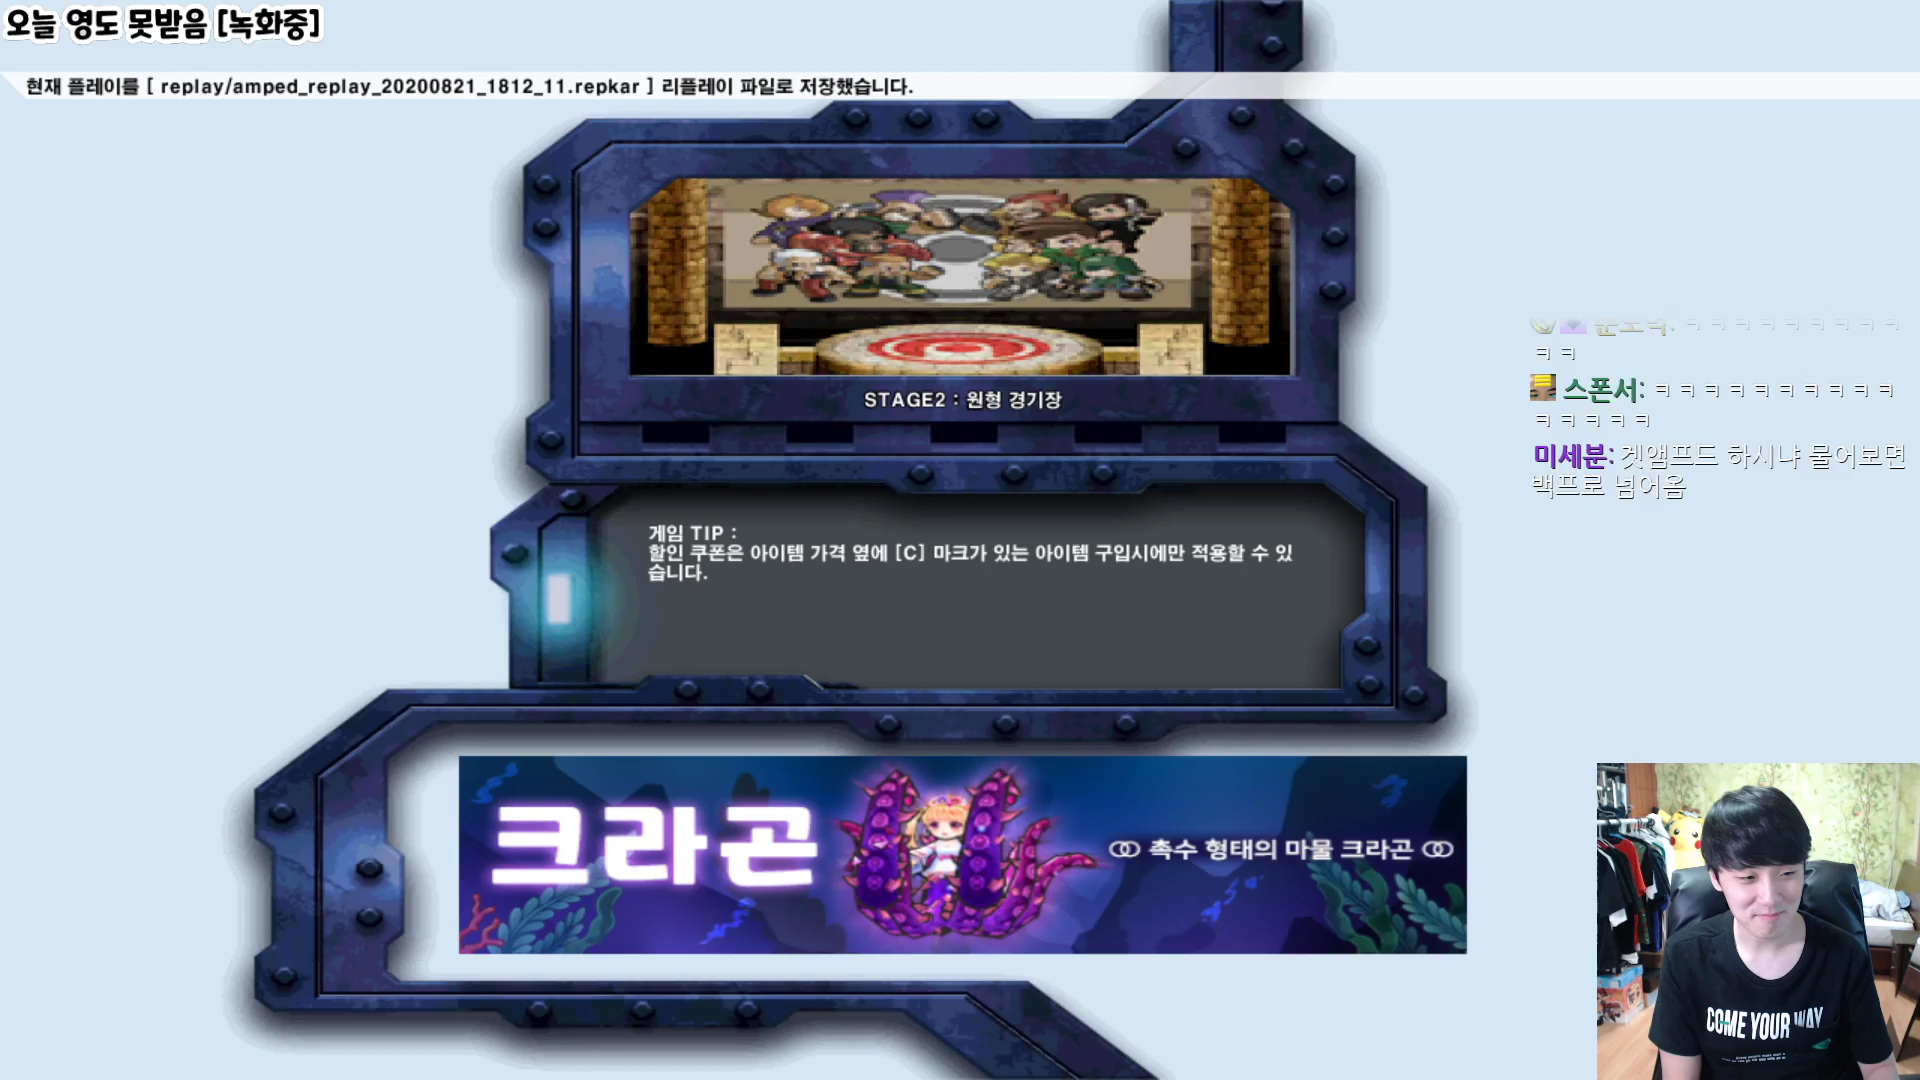 오늘 영도 못받음 [녹화중]
현재 플레이를 [ replay/amped_replay_20200821_1812_11.repkar ] 리플레이 파일로 저장했습니다.
STAGE2 : 원형 경기장
게임 TIP :
할인 쿠폰은 아이템 가격 옆에 [C] 마크가 있는 아이템 구입시에만 적용할 수 있
습니다.
크라곤
촉수 형태의 마물 크라곤
ㅋㅋㅋㅋㅋㅋㅋㅋㅋ
ㅋㅋ
스폰서: ㅋㅋㅋㅋㅋㅋㅋㅋㅋㅋ
ㅋㅋㅋㅋㅋ
미세분: 겟앰프드 하시냐 물어보면
백프로 넘어옴
COME YOUR WAY